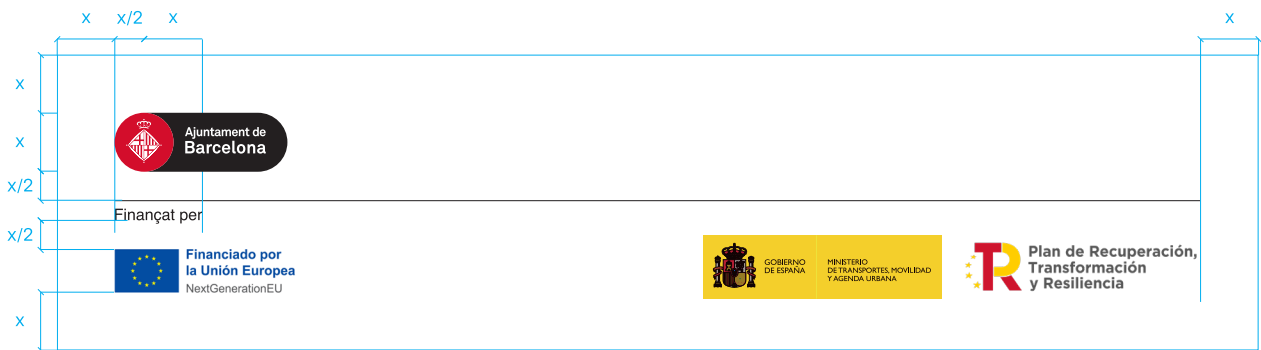 x x/2 x x
x
x
x/2
x/2
x
Ajuntament de
Barcelona
Finançat per
Financiado por
la Unión Europea
NextGenerationEU
GOBIERNO
DE ESPAÑA
MINISTERIO
DE TRANSPORTES, MOVILIDAD
Y AGENDA URBANA
Plan de Recuperación,
Transformación
y Resiliencia